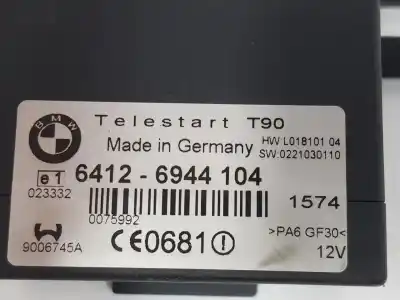 BMW
Telestart T90
Made in Germany
HW L018101 04
SW:0221030110
e1
6412 - 6944 104
023332
0075992
1574
9006745A
CE0681
>PA6 GF30<
12V